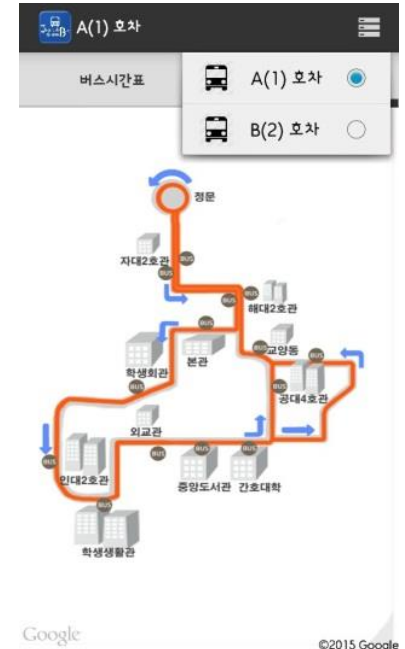 A(1) 호차
버스시간표
A(1) 호차
B(2) 호차
정문
자대2호관
BUS
BUS
해대2호관
BUS
BUS
BUS
본관
BUS
교양동
BUS
학생회관
BUS
BUS
공대4호관
외교관
BUS
BUS
BUS
BUS
인대2호관
중앙도서관 간호대학
BUS
학생생활관
Google
©2015 Google